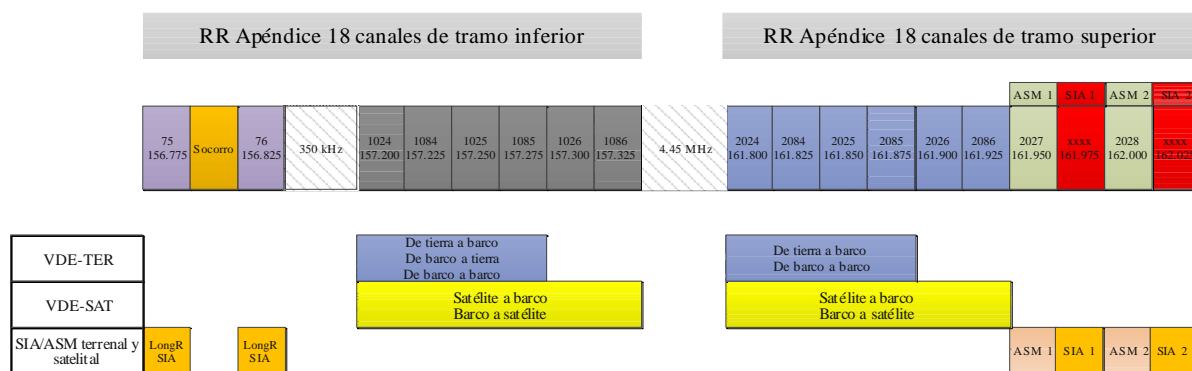 RR Apéndice 18 canales de tramo inferior
RR Apéndice 18 canales de tramo superior
ASM 1
SIA 1
ASM 2
SIA 2
75
156.775
Socorro
76
156.825
350 kHz
1024
157.200
1084
157.225
1025
157.250
1085
157.275
1026
157.300
1086
157.325
4.45 MHz
2024
161.800
2084
161.825
2025
161.850
2085
161.875
2026
161.900
2086
161.925
2027
161.950
xxxx
161.975
2028
162.000
xxxx
162.025
VDE-TER
De tierra a barco
De barco a tierra
De barco a barco
De tierra a barco
De barco a barco
VDE-SAT
Satélite a barco
Barco a satélite
Satélite a barco
Barco a satélite
SIA/ASM terrenal y
satelital
LongR
SIA
LongR
SIA
ASM 1
SIA 1
ASM 2
SIA 2